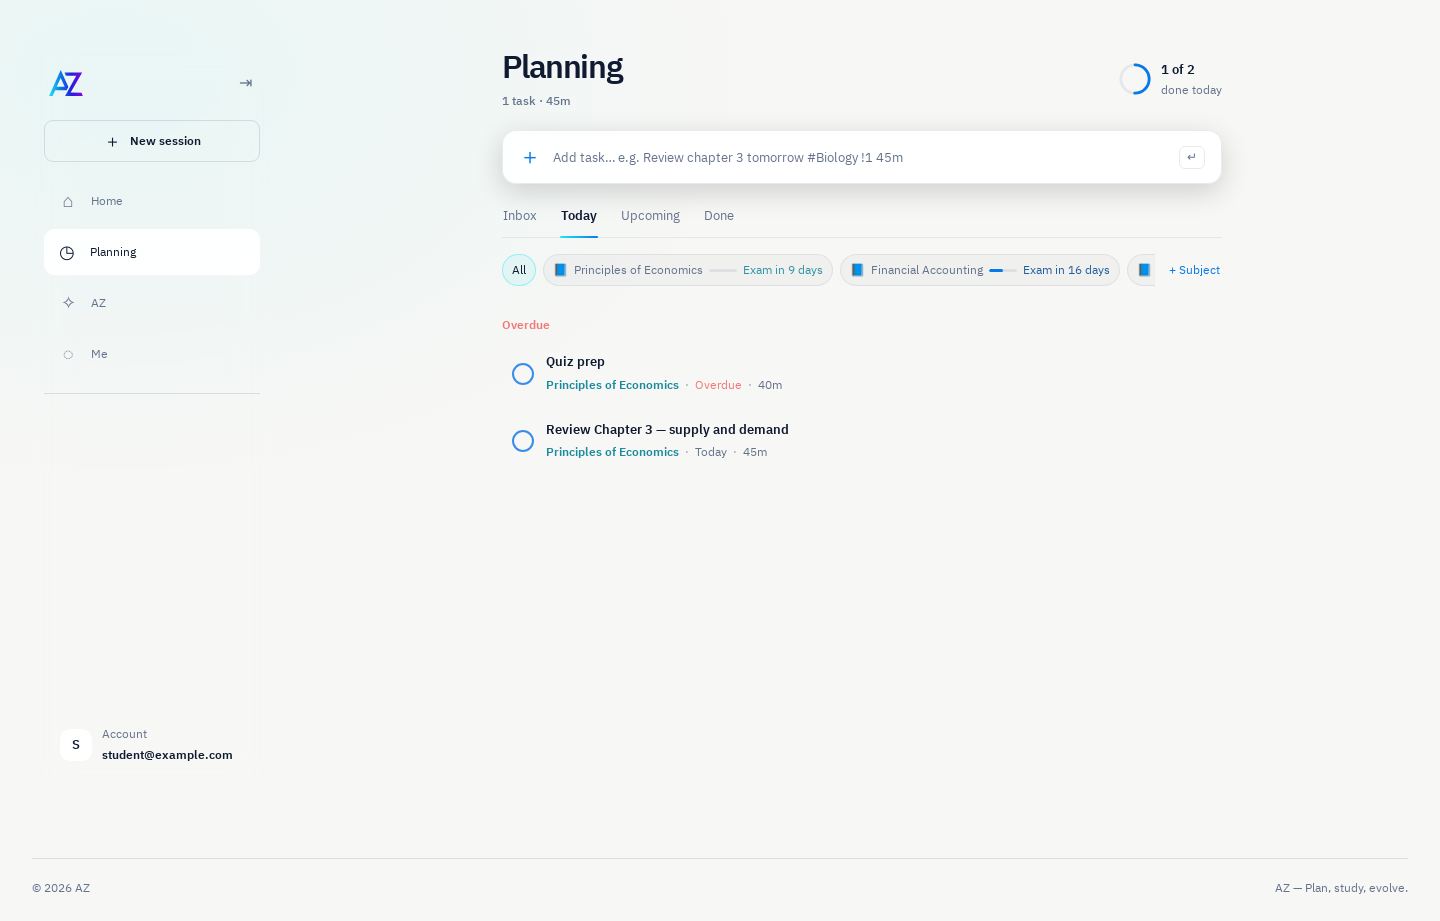 AZ
New session
Home
Planning
AZ
Me
Account
S
student@example.com
Planning
1 task · 45m
1 of 2
done today
Add task... e.g. Review chapter 3 tomorrow #Biology !1 45m
Inbox Today Upcoming Done
All Principles of Economics Exam in 9 days Financial Accounting Exam in 16 days + Subject
Overdue
Quiz prep
Principles of Economics · Overdue · 40m
Review Chapter 3 — supply and demand
Principles of Economics · Today · 45m
© 2026 AZ
AZ — Plan, study, evolve.